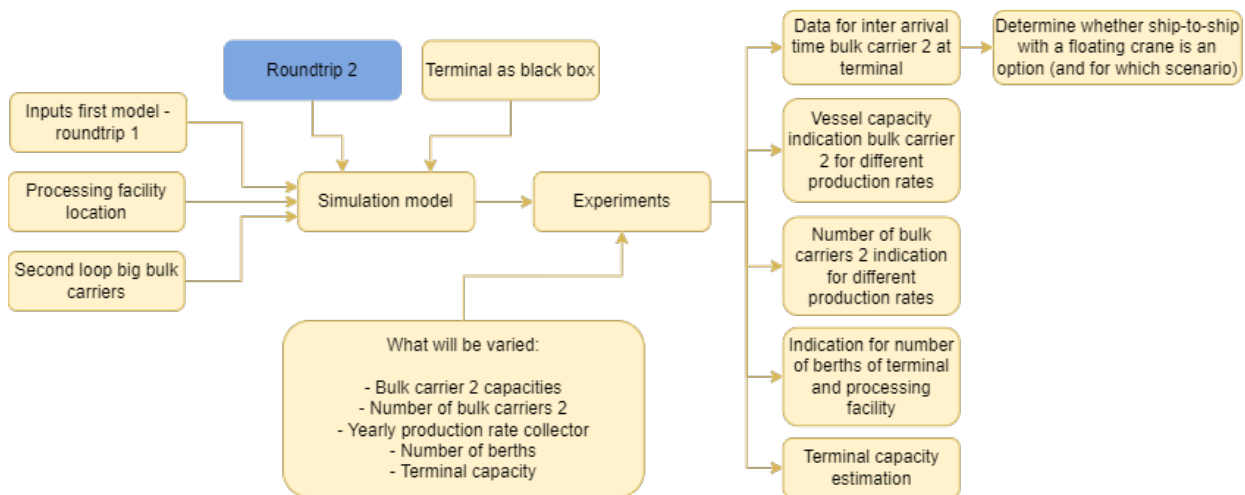 Roundtrip 2
Terminal as black box
Inputs first model -
roundtrip 1
Processing facility
location
Second loop big bulk
carriers
Simulation model
Experiments
What will be varied:
- Bulk carrier 2 capacities
- Number of bulk carriers 2
- Yearly production rate collector
- Number of berths
- Terminal capacity
Data for inter arrival
time bulk carrier 2 at
terminal
Determine whether ship-to-ship
with a floating crane is an
option (and for which scenario)
Vessel capacity
indication bulk carrier
2 for different
production rates
Number of bulk
carriers 2 indication
for different
production rates
Indication for number
of berths of terminal
and processing
facility
Terminal capacity
estimation